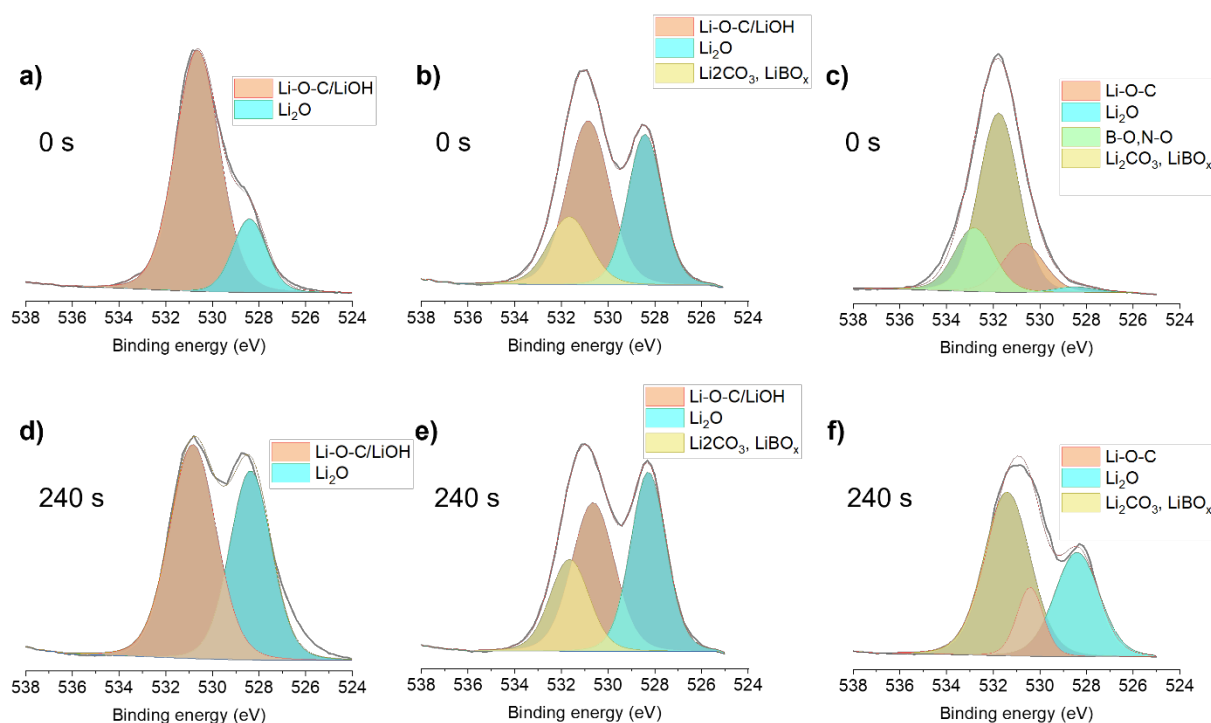 a)
0 s
Li-O-C/LiOH
Li₂O
538 536 534 532 530 528 526 524
Binding energy (eV)
b)
0 s
Li-O-C/LiOH
Li₂O
Li2CO₃, LiBOₓ
538 536 534 532 530 528 526 524
Binding energy (eV)
c)
0 s
Li-O-C
Li₂O
B-O,N-O
Li₂CO₃, LiBOₓ
538 536 534 532 530 528 526 524
Binding energy (eV)
d)
240 s
Li-O-C/LiOH
Li₂O
538 536 534 532 530 528 526 524
Binding energy (eV)
e)
240 s
Li-O-C/LiOH
Li₂O
Li2CO₃, LiBOₓ
538 536 534 532 530 528 526 524
Binding energy (eV)
f)
240 s
Li-O-C
Li₂O
Li₂CO₃, LiBOₓ
538 536 534 532 530 528 526 524
Binding energy (eV)